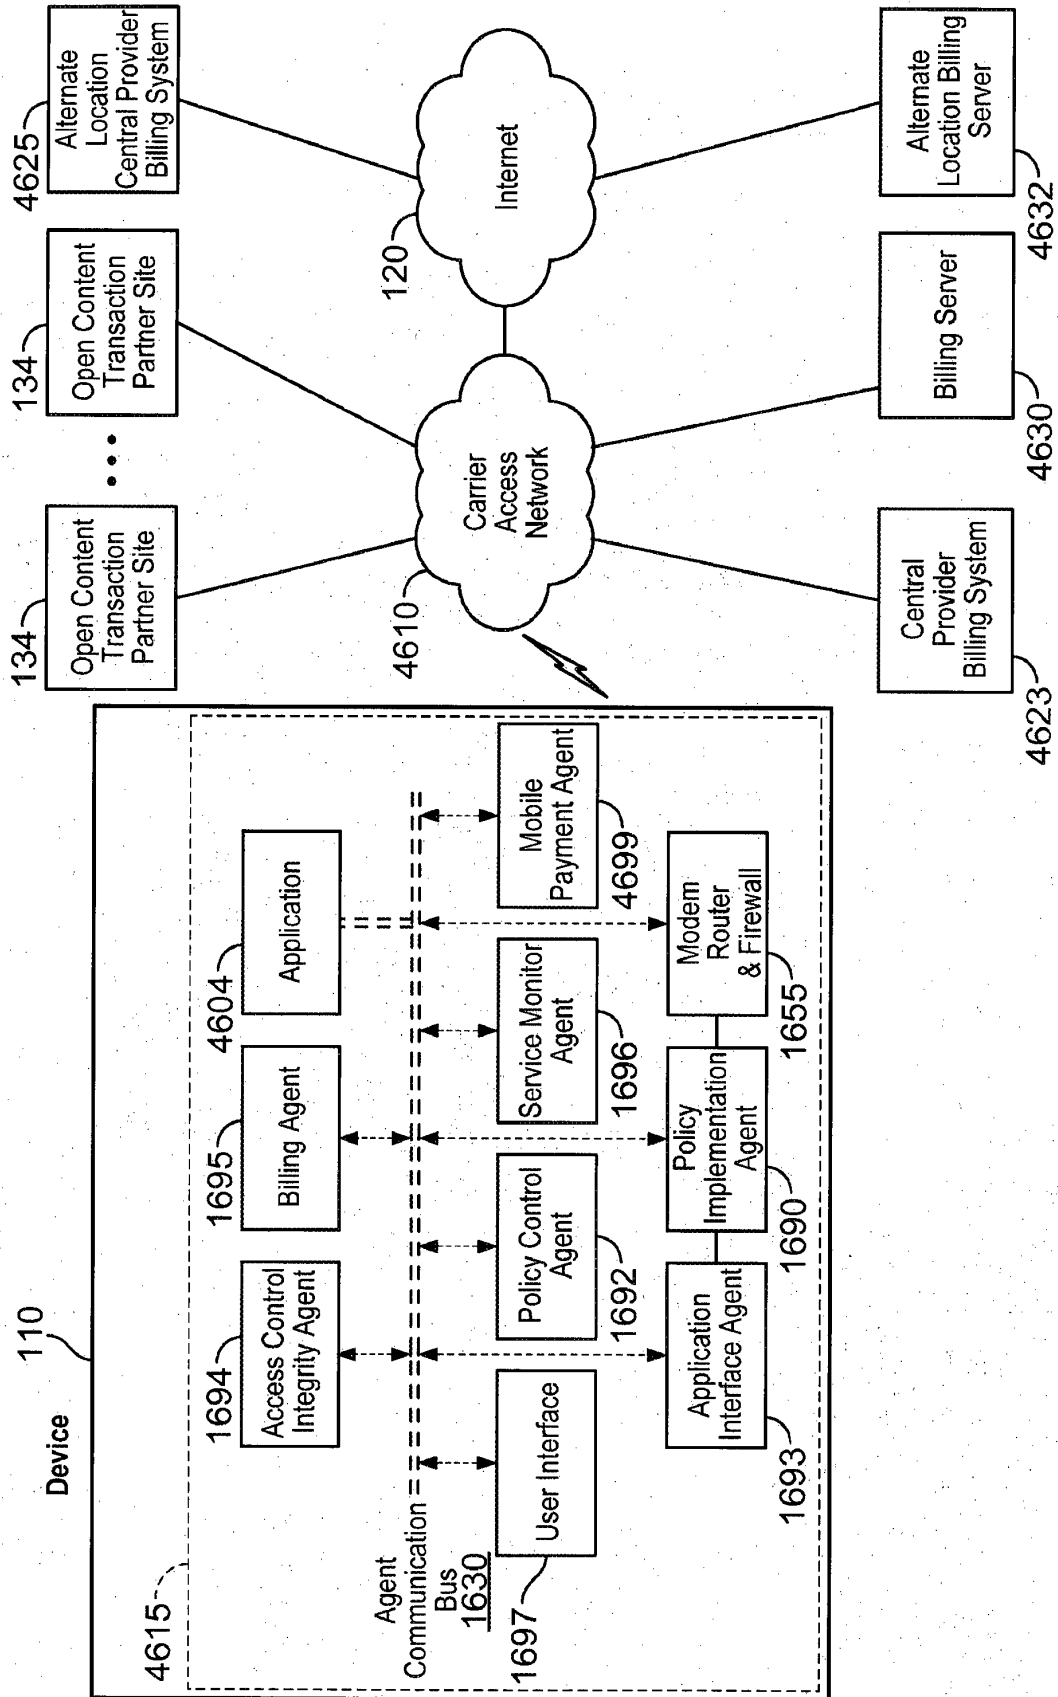 Device
110
4615
1694
Access Control
Integrity Agent
1695
Billing Agent
4604
Application
Agent
Communication
Bus
1630
1697
User Interface
Policy Control
Agent
1692
Service Monitor
Agent
1696
Mobile
Payment Agent
4699
Application
Interface Agent
1693
Policy
Implementation
Agent
1690
Modem
Router
& Firewall
1655
134
Open Content
Transaction
Partner Site
134
Open Content
Transaction
Partner Site
4625
Alternate
Location
Central Provider
Billing System
4610
Carrier
Access
Network
120
Internet
Central
Provider
Billing System
4623
Billing Server
4630
Alternate
Location Billing
Server
4632